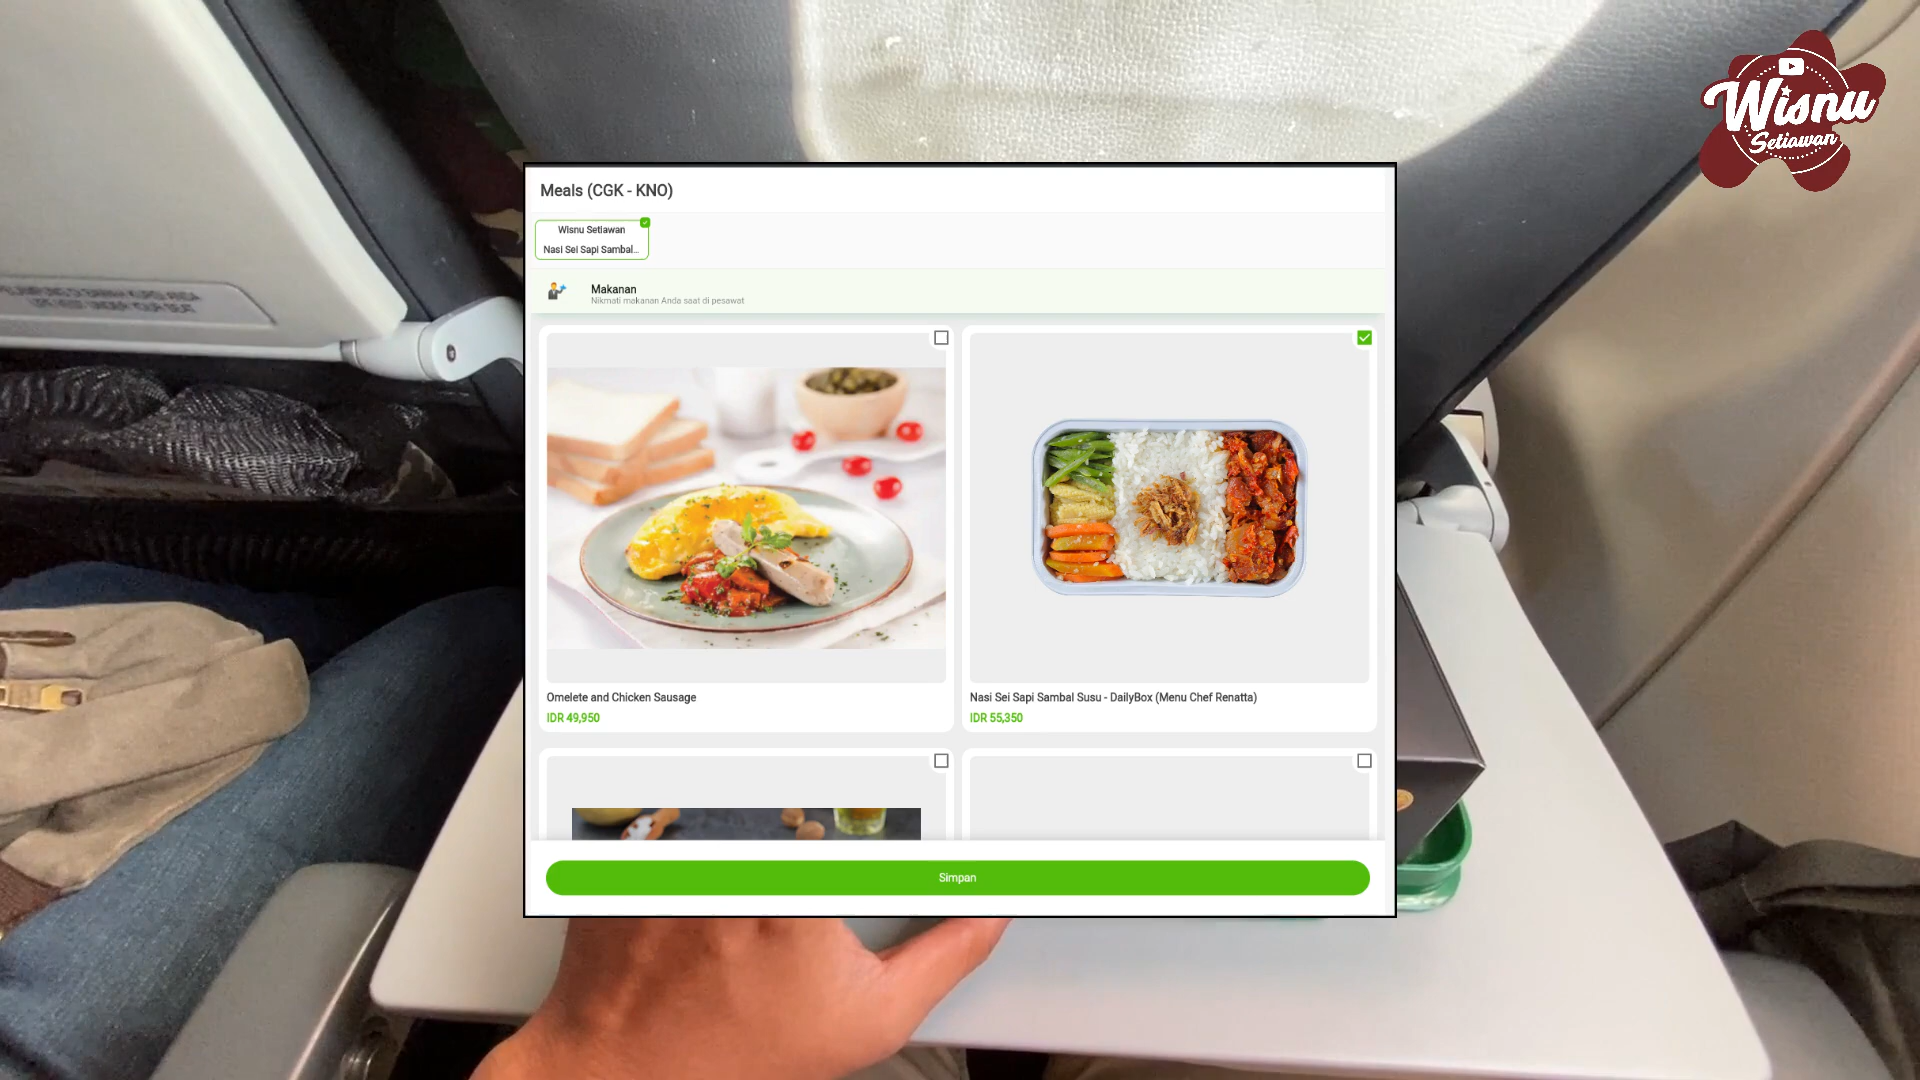 Wisnu
Setiawan
Meals (CGK - KNO)
Wisnu Setiawan
Nasi Sei Sapi Sambal...
Makanan
Nikmati makanan Anda saat di pesawat
Omelete and Chicken Sausage
IDR 49,950
Nasi Sei Sapi Sambal Susu - DailyBox (Menu Chef Renatta)
IDR 55,350
Simpan